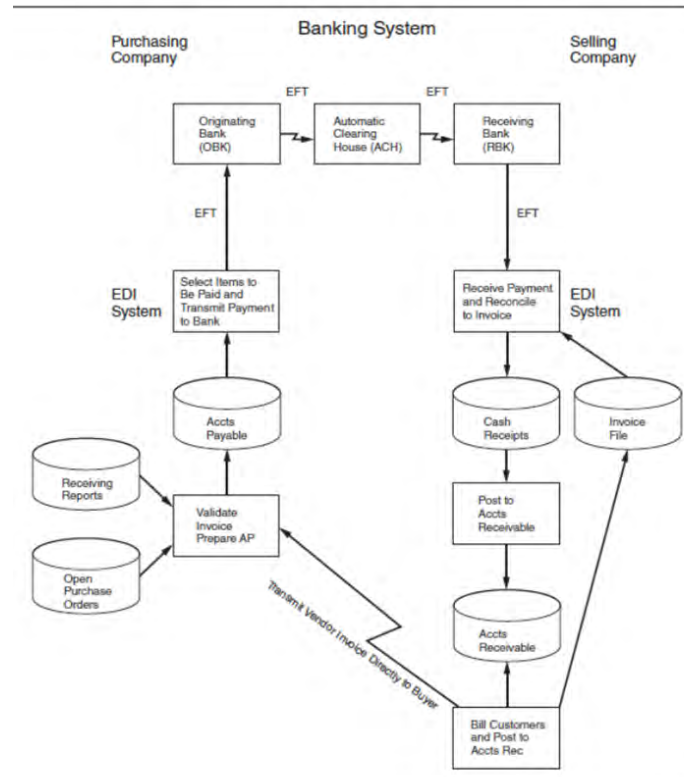 Banking System
Purchasing
Company
Selling
Company
EFT
EFT
Originating
Bank
(OBK)
Automatic
Clearing
House (ACH)
Receiving
Bank
(RBK)
EFT
EFT
EDI
System
Select Items to
Be Paid and
Transmit Payment
to Bank
Receive Payment
and Reconcile
to Invoice
EDI
System
Accts
Payable
Cash
Receipts
Invoice
File
Receiving
Reports
Validate
Invoice
Prepare AP
Post to
Accts
Receivable
Open
Purchase
Orders
Transmit Vendor Invoice Directly to Buyer
Accts
Receivable
Bill Customers
and Post to
Accts Rec